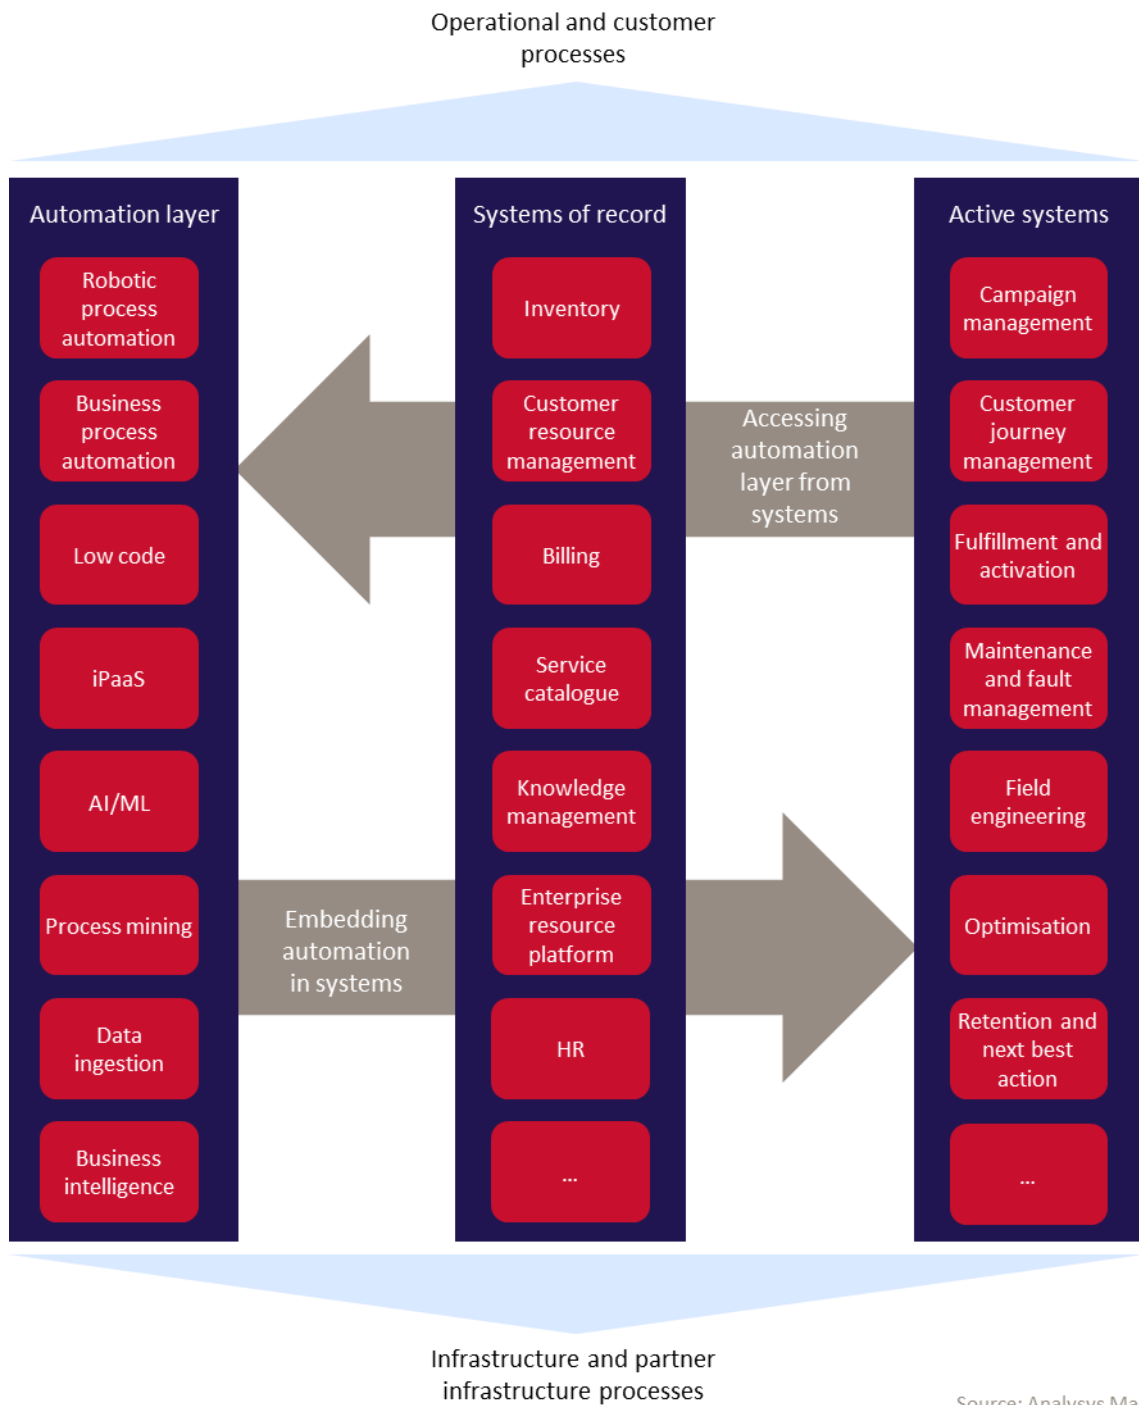 Operational and customer
processes
Automation layer
Robotic
process
automation
Business
process
automation
Low code
iPaaS
AI/ML
Process mining
Data
ingestion
Business
intelligence
Systems of record
Inventory
Customer
resource
management
Billing
Service
catalogue
Knowledge
management
Enterprise
resource
platform
HR
...
Active systems
Campaign
management
Customer
journey
management
Fulfillment and
activation
Maintenance
and fault
management
Field
engineering
Optimisation
Retention and
next best
action
...
Accessing
automation
layer from
systems
Embedding
automation
in systems
Infrastructure and partner
infrastructure processes
Source: Analysys